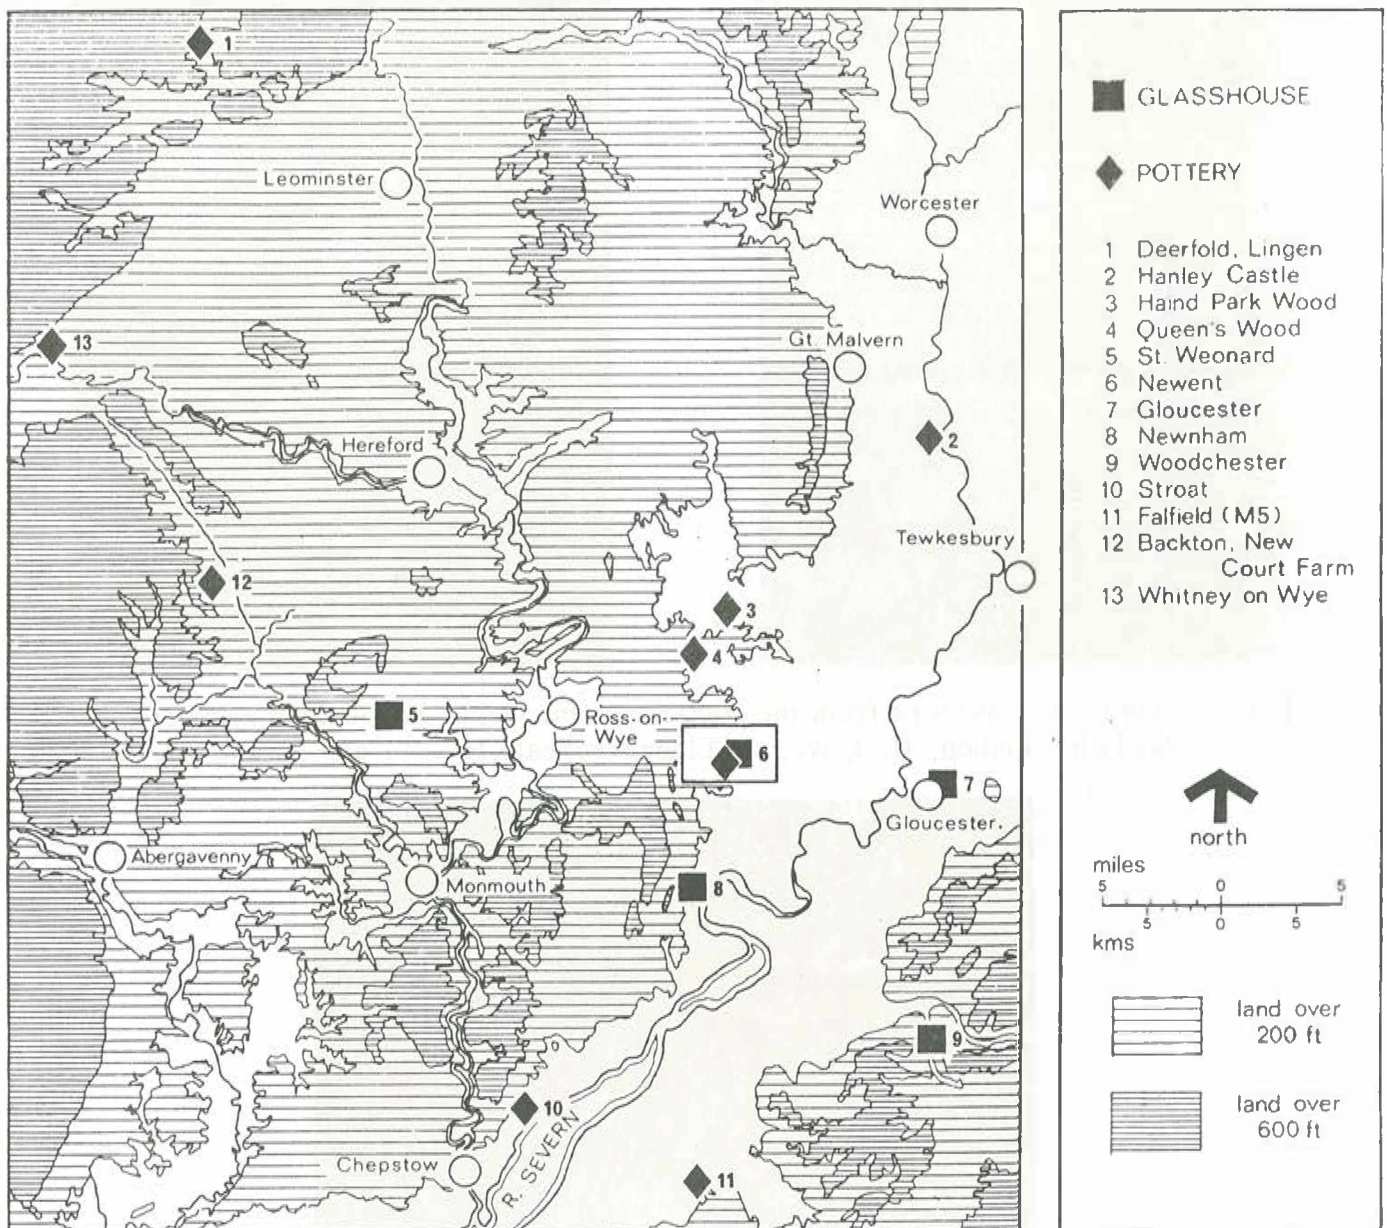 1
Leominster
Worcester
13
Gt. Malvern
Hereford
2
Tewkesbury
12
3
4
5
Ross-on-
Wye
6
7
Gloucester.
Abergavenny
Monmouth
8
9
10
R. SEVERN
Chepstow
11
GLASSHOUSE
POTTERY
1 Deerfold, Lingen
2 Hanley Castle
3 Haind Park Wood
4 Queen's Wood
5 St. Weonard
6 Newent
7 Gloucester
8 Newnham
9 Woodchester
10 Stroat
11 Falfield (M5)
12 Backton, New
Court Farm
13 Whitney on Wye
north
miles
5 0 5
5 0 5
kms
land over
200 ft
land over
600 ft